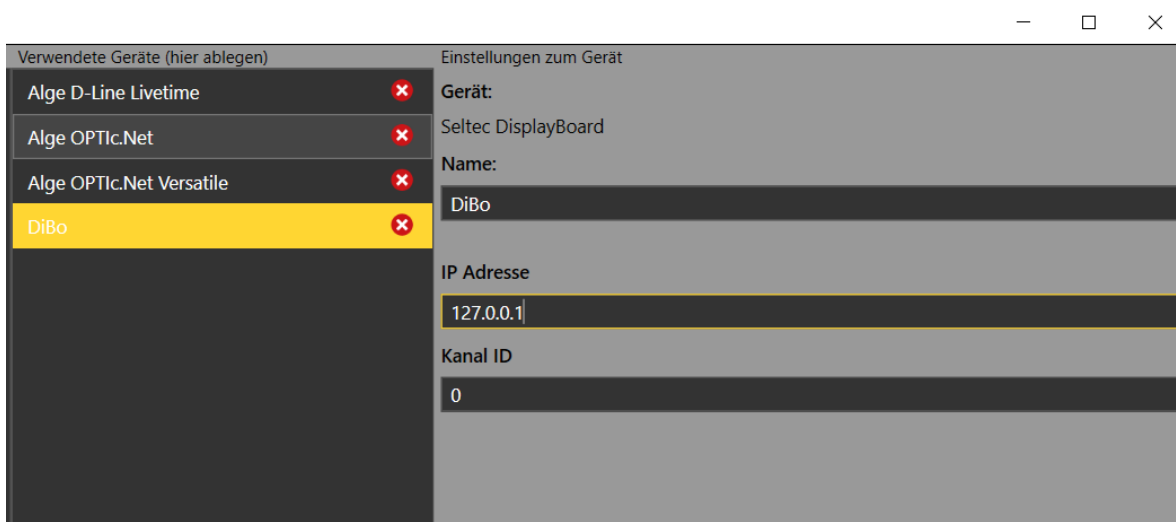 Verwendete Geräte (hier ablegen)
Alge D-Line Livetime
Alge OPTIc.Net
Alge OPTIc.Net Versatile
DiBo
Einstellungen zum Gerät
Gerät:
Seltec DisplayBoard
Name:
DiBo
IP Adresse
127.0.0.1
Kanal ID
0